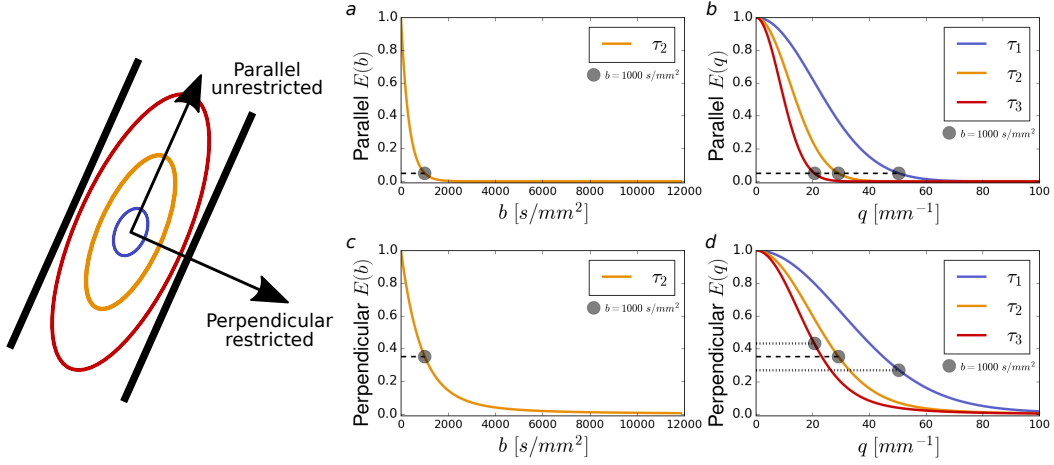 Parallel
unrestricted
Perpendicular
restricted
a
Parallel E(b)
1.0
0.8
0.6
0.4
0.2
0.0
0 2000 4000 6000 8000 10000 12000
b [s/mm²]
τ₂
b = 1000 s/mm²
b
Parallel E(q)
1.0
0.8
0.6
0.4
0.2
0.0
0 20 40 60 80 100
q [mm⁻¹]
τ₁
τ₂
τ₃
b = 1000 s/mm²
c
Perpendicular E(b)
1.0
0.8
0.6
0.4
0.2
0.0
0 2000 4000 6000 8000 10000 12000
b [s/mm²]
τ₂
b = 1000 s/mm²
d
Perpendicular E(q)
1.0
0.8
0.6
0.4
0.2
0.0
0 20 40 60 80 100
q [mm⁻¹]
τ₁
τ₂
τ₃
b = 1000 s/mm²